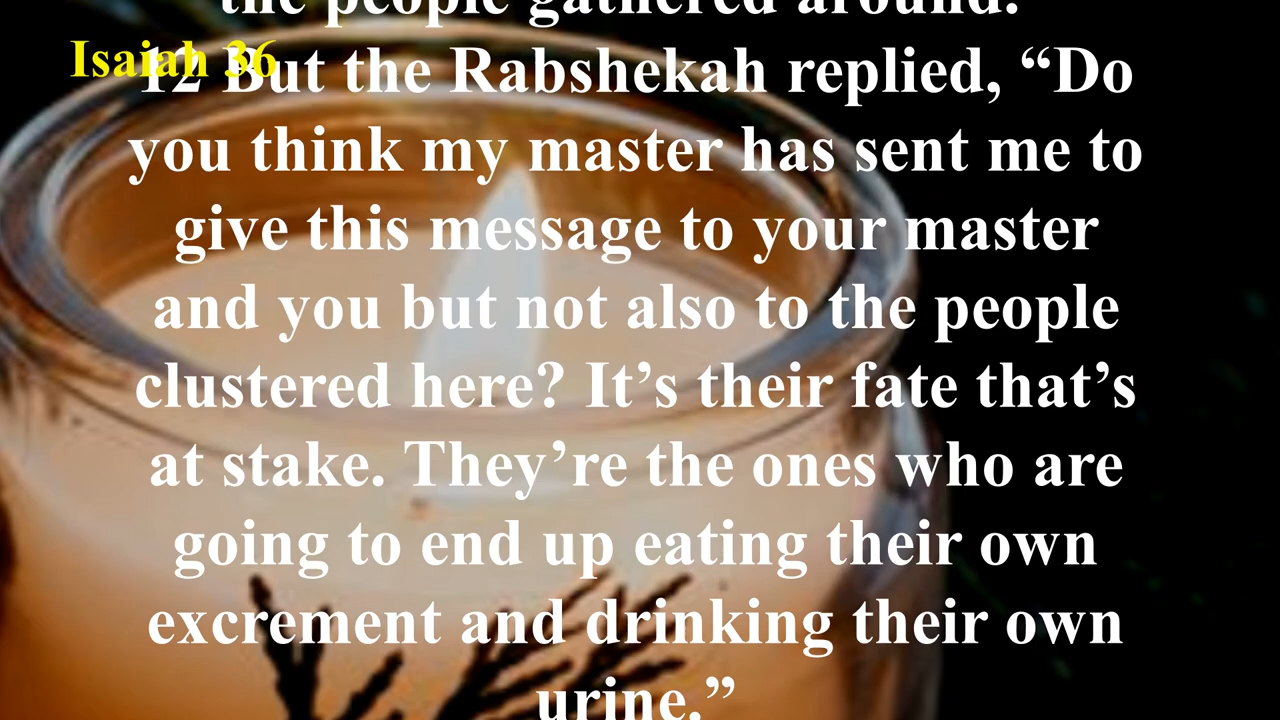 the people gathered around.
Isaiah 36
12 But the Rabshekah replied, “Do
you think my master has sent me to
give this message to your master
and you but not also to the people
clustered here? It’s their fate that’s
at stake. They’re the ones who are
going to end up eating their own
excrement and drinking their own
urine.”